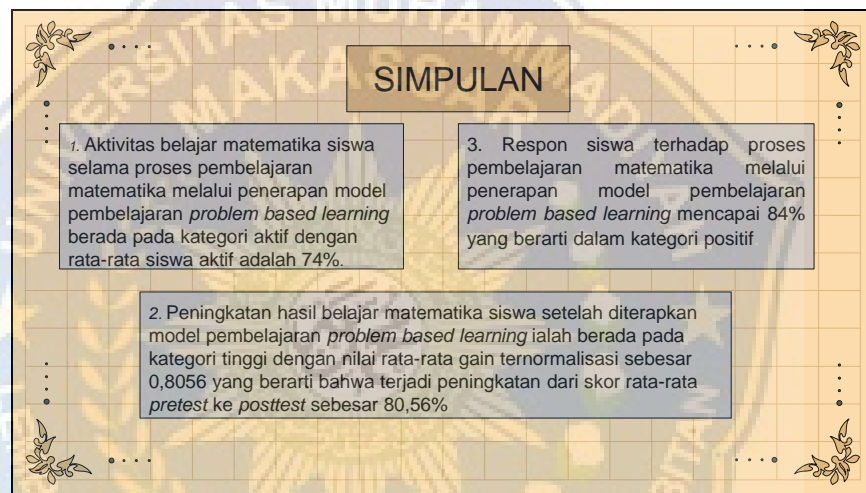 UNIVERSITAS MUHAMMADIYAH
MAKASSAR
SIMPULAN
1. Aktivitas belajar matematika siswa
selama proses pembelajaran
matematika melalui penerapan model
pembelajaran problem based learning
berada pada kategori aktif dengan
rata-rata siswa aktif adalah 74%.
3. Respon siswa terhadap proses
pembelajaran matematika melalui
penerapan model pembelajaran
problem based learning mencapai 84%
yang berarti dalam kategori positif
2. Peningkatan hasil belajar matematika siswa setelah diterapkan
model pembelajaran problem based learning ialah berada pada
kategori tinggi dengan nilai rata-rata gain ternormalisasi sebesar
0,8056 yang berarti bahwa terjadi peningkatan dari skor rata-rata
pretest ke posttest sebesar 80,56%